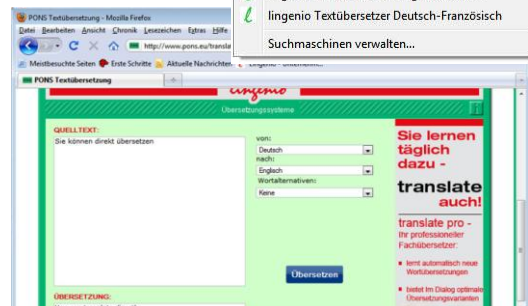 lingenio Textübersetzer Deutsch-Französisch
Suchmaschinen verwalten...
PONS Textübersetzung - Mozilla Firefox
Datei Bearbeiten Ansicht Chronik Lesezeichen Extras Hilfe
http://www.pons.eu/transla
Meistbesuchte Seiten Erste Schritte Aktuelle Nachrichten
PONS Textübersetzung
lingenio
Übersetzungssysteme
QUELLTEXT:
Sie können direkt übersetzen
von:
Deutsch
nach:
Englisch
Wortalternativen:
Keine
Übersetzen
ÜBERSETZUNG:
Sie lernen
täglich
dazu -
translate
auch!
translate pro -
Ihr professioneller
Fachübersetzer:
lernt automatisch neue
Wortübersetzungen
bietet im Dialog optimale
Übersetzungsvarianten